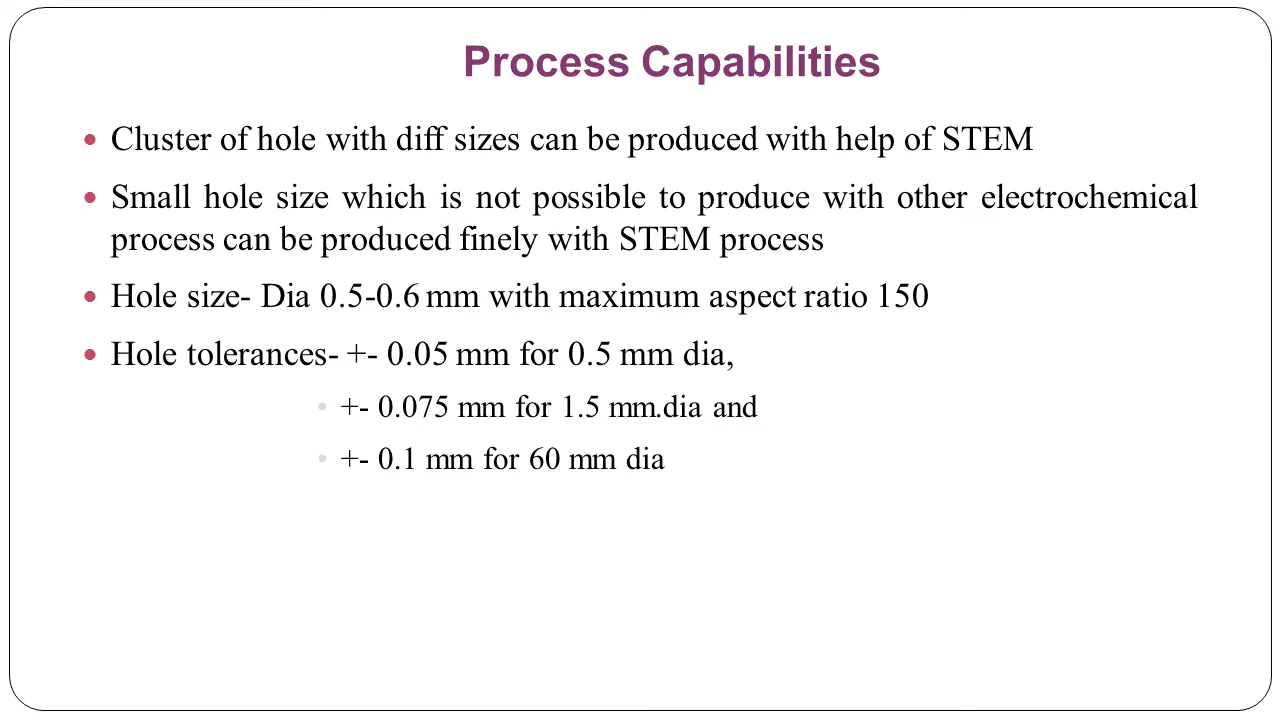 Process Capabilities
Cluster of hole with diff sizes can be produced with help of STEM
Small hole size which is not possible to produce with other electrochemical
process can be produced finely with STEM process
Hole size- Dia 0.5-0.6 mm with maximum aspect ratio 150
Hole tolerances- +- 0.05 mm for 0.5 mm dia,
+- 0.075 mm for 1.5 mm.dia and
+- 0.1 mm for 60 mm dia